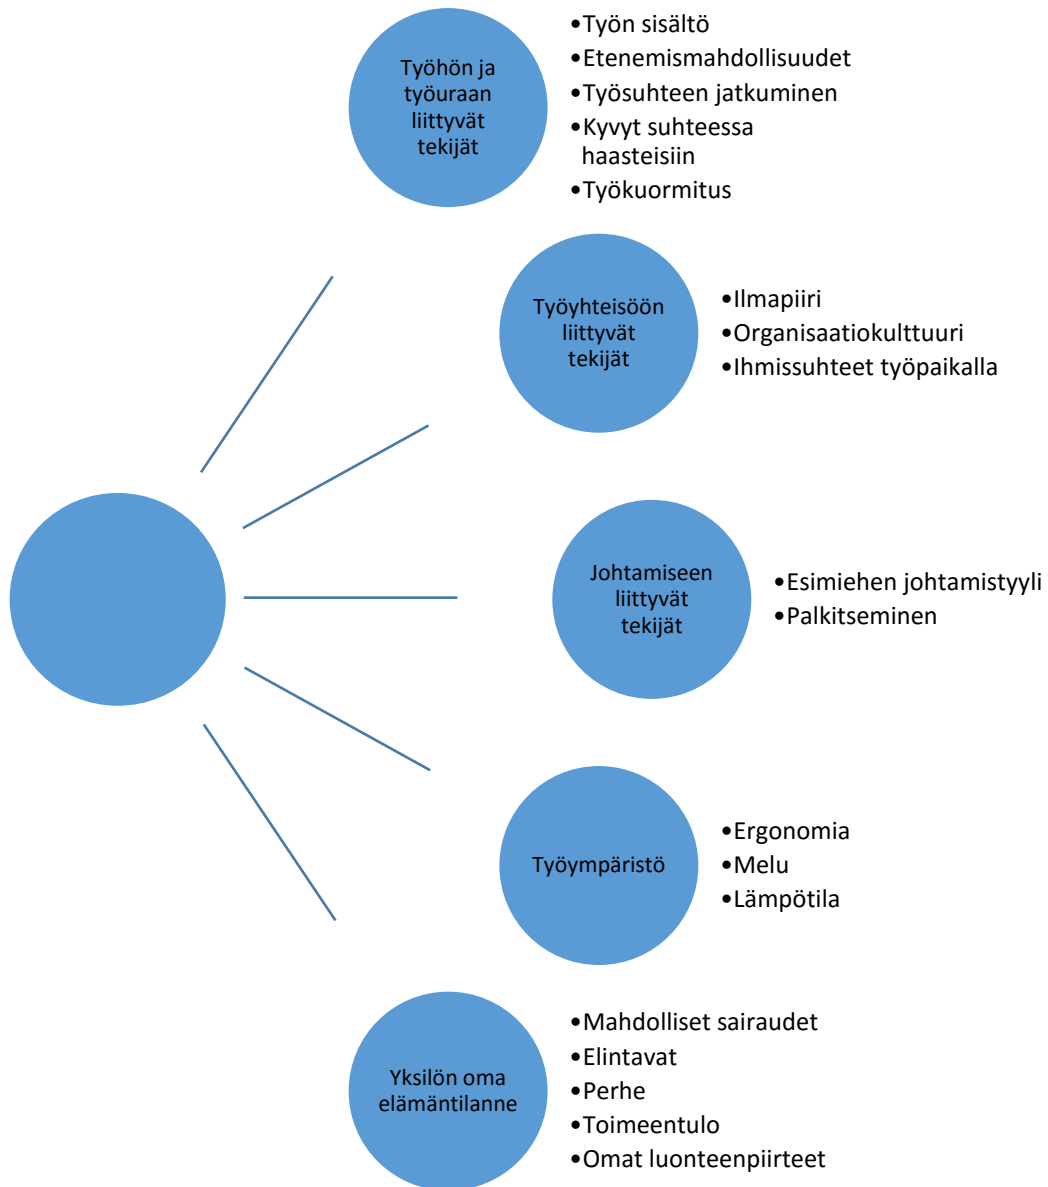 Työhön ja
työuraan
liittyvät
tekijät
•Työn sisältö
•Etenemismahdollisuudet
•Työsuhteen jatkuminen
•Kyvyt suhteessa
haasteisiin
•Työkuormitus
Työyhteisöön
liittyvät
tekijät
•Ilmapiiri
•Organisaatiokulttuuri
•Ihmissuhteet työpaikalla
Johtamiseen
liittyvät
tekijät
•Esimiehen johtamistyyli
•Palkitseminen
Työympäristö
•Ergonomia
•Melu
•Lämpötila
Yksilön oma
elämäntilanne
•Mahdolliset sairaudet
•Elintavat
•Perhe
•Toimeentulo
•Omat luonteenpiirteet